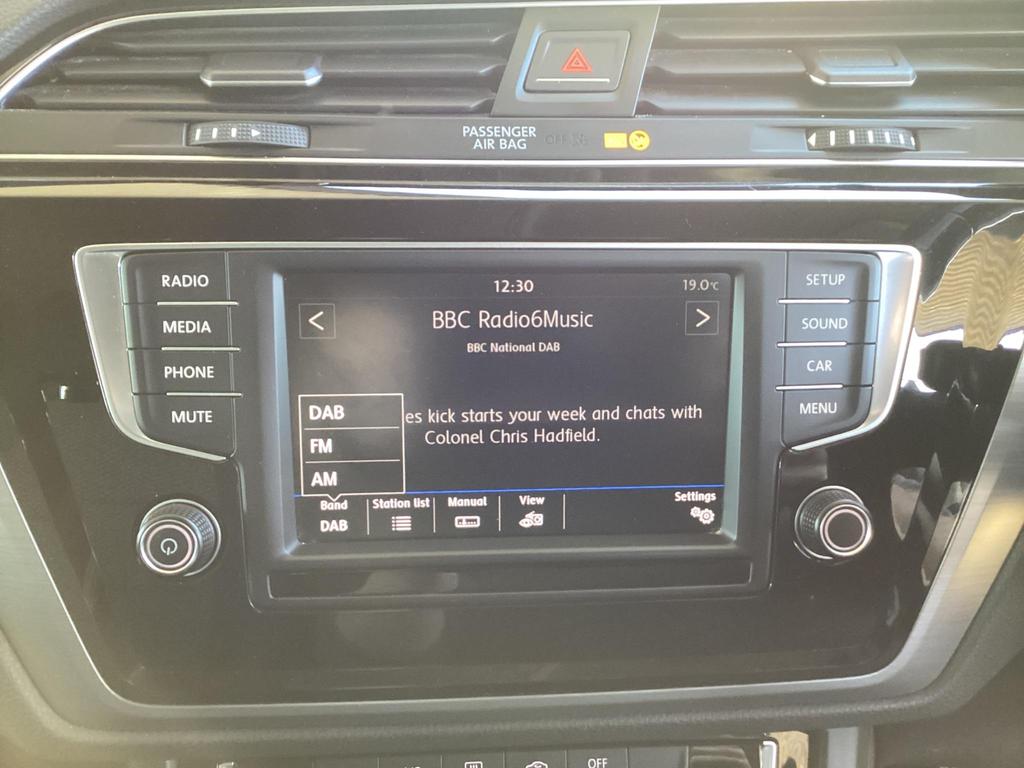 PASSENGER
AIR BAG
OFF
RADIO
MEDIA
PHONE
MUTE
12:30
19.0°C
BBC Radio6Music
BBC National DAB
es kick starts your week and chats with
Colonel Chris Hadfield.
DAB
FM
AM
Band
DAB
Station list
Manual
View
Settings
SETUP
SOUND
CAR
MENU
OFF